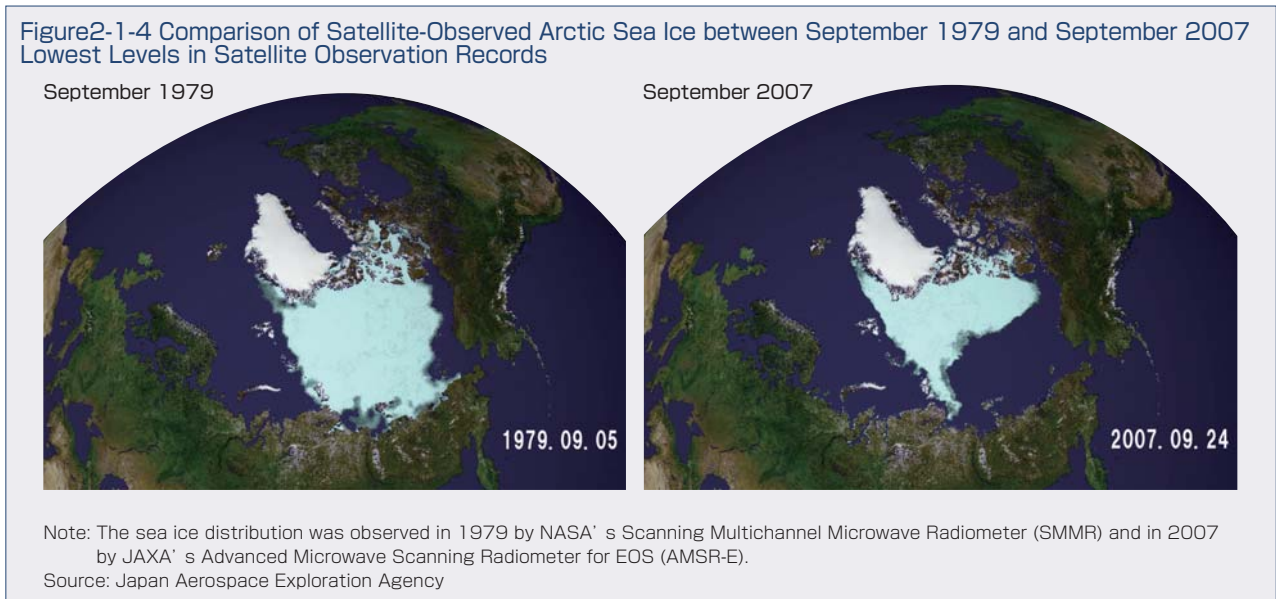 Figure2-1-4 Comparison of Satellite-Observed Arctic Sea Ice between September 1979 and September 2007
Lowest Levels in Satellite Observation Records
September 1979
September 2007
1979.09.05
2007. 09. 24
Note: The sea ice distribution was observed in 1979 by NASA' s Scanning Multichannel Microwave Radiometer (SMMR) and in 2007
by JAXA' s Advanced Microwave Scanning Radiometer for EOS (AMSR-E).
Source: Japan Aerospace Exploration Agency